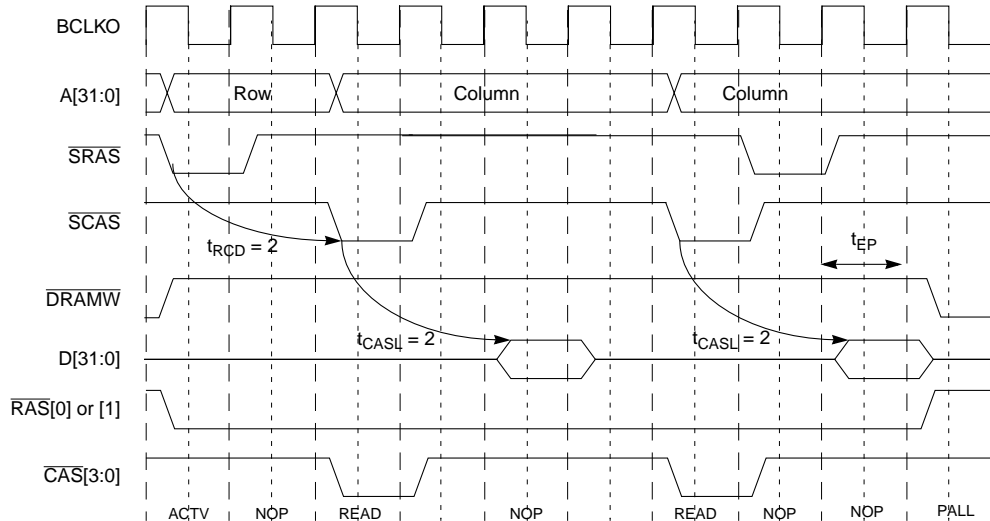 BCLKO
A[31:0] Row Column Column
SRAS
SCAS
tRCD = 2 tEP
DRAMW
tCASL = 2 tCASL = 2
D[31:0]
RAS[0] or [1]
CAS[3:0]
ACTV NOP READ NOP READ NOP NOP PALL